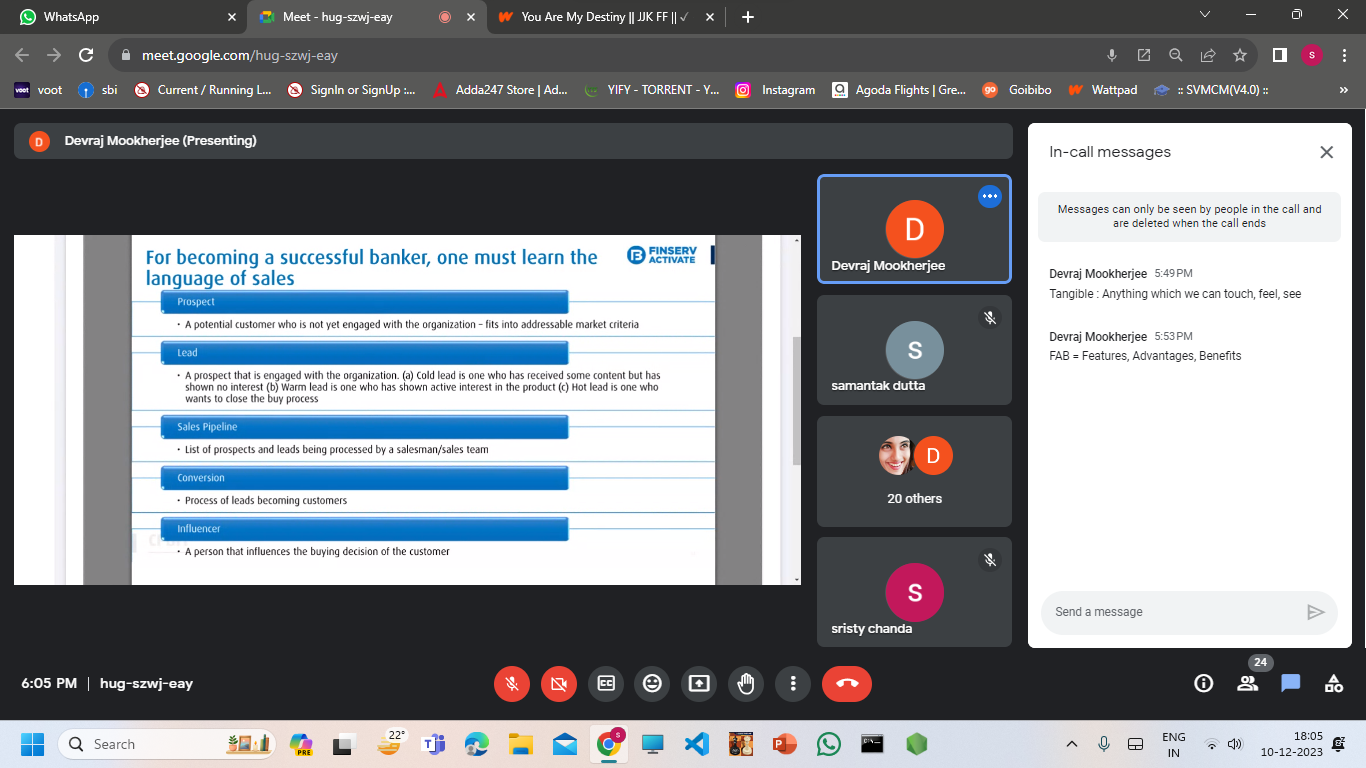 WhatsApp
Meet - hug-szwj-eay
You Are My Destiny || JJK FF || ✓
meet.google.com/hug-szwj-eay
S
voot voot
sbi
Current / Running L...
SignIn or SignUp :...
Adda247 Store | Ad...
YIFY - TORRENT - Y...
Instagram
Agoda Flights | Gre...
go Goibibo
Wattpad
:: SVMCM(V4.0) ::
»
D Devraj Mookherjee (Presenting)
For becoming a successful banker, one must learn the
language of sales
FINSERV
ACTIVATE
Prospect
• A potential customer who is not yet engaged with the organization – fits into addressable market criteria
Lead
• A prospect that is engaged with the organization. (a) Cold lead is one who has received some content but has
shown no interest (b) Warm lead is one who has shown active interest in the product (c) Hot lead is one who
wants to close the buy process
Sales Pipeline
• List of prospects and leads being processed by a salesman/sales team
Conversion
• Process of leads becoming customers
Influencer
• A person that influences the buying decision of the customer
D
Devraj Mookherjee
S
samantak dutta
D
20 others
S
sristy chanda
In-call messages
Messages can only be seen by people in the call and
are deleted when the call ends
Devraj Mookherjee 5:49 PM
Tangible : Anything which we can touch, feel, see
Devraj Mookherjee 5:53 PM
FAB = Features, Advantages, Benefits
Send a message
6:05 PM | hug-szwj-eay
CC
24
Search
PRE
22°
S
ENG
IN
18:05
10-12-2023